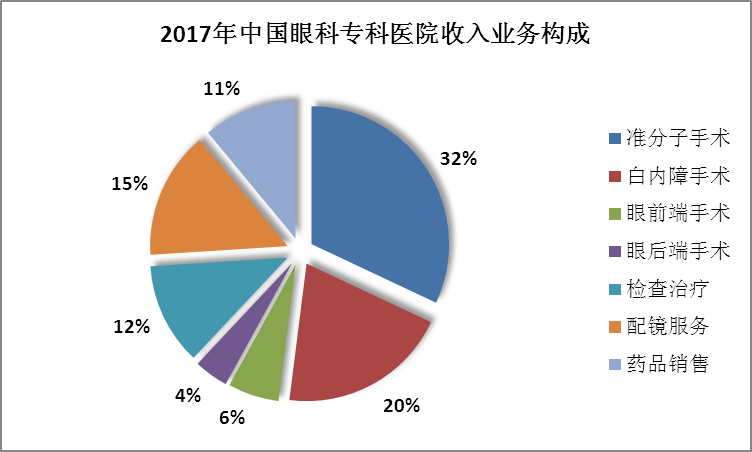 2017年中国眼科专科医院收入业务构成
11%
32%
15%
12%
4%
6%
20%
准分子手术
白内障手术
眼前端手术
眼后端手术
检查治疗
配镜服务
药品销售